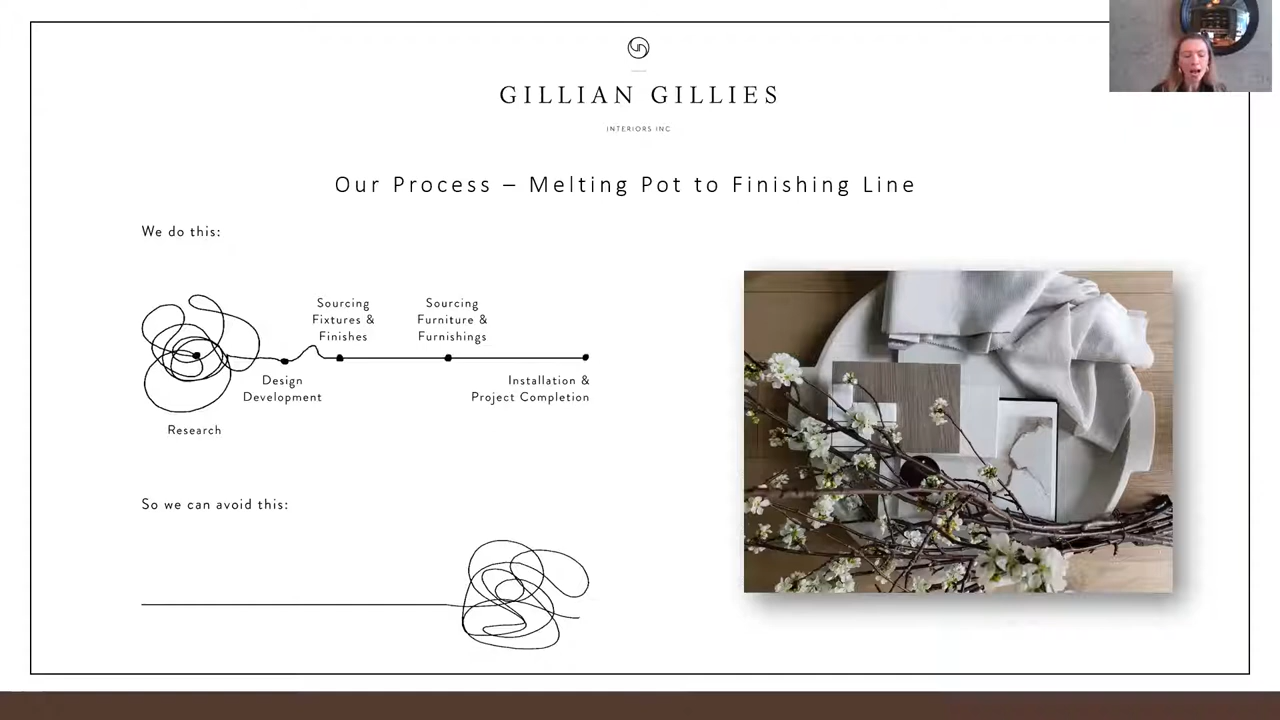 GILLIAN GILLIES
INTERIORS INC
Our Process – Melting Pot to Finishing Line
We do this:
Sourcing
Fixtures &
Finishes
Sourcing
Furniture &
Furnishings
Design
Development
Installation &
Project Completion
Research
So we can avoid this: